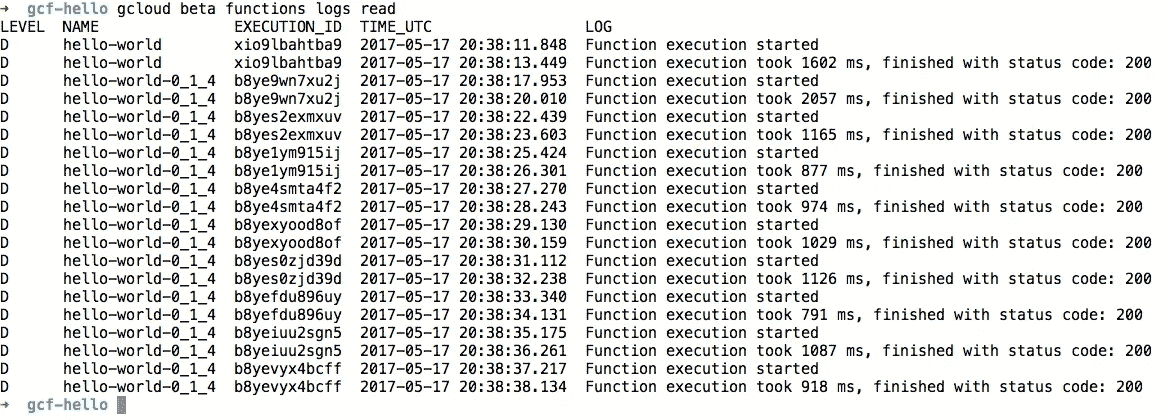 ➜  gcf-hello gcloud beta functions logs read
LEVEL  NAME               EXECUTION_ID  TIME_UTC                 LOG
D      hello-world        xio9lbahtba9  2017-05-17 20:38:11.848  Function execution started
D      hello-world        xio9lbahtba9  2017-05-17 20:38:13.449  Function execution took 1602 ms, finished with status code: 200
D      hello-world-0_1_4  b8ye9wn7xu2j  2017-05-17 20:38:17.953  Function execution started
D      hello-world-0_1_4  b8ye9wn7xu2j  2017-05-17 20:38:20.010  Function execution took 2057 ms, finished with status code: 200
D      hello-world-0_1_4  b8yes2exmxuv  2017-05-17 20:38:22.439  Function execution started
D      hello-world-0_1_4  b8yes2exmxuv  2017-05-17 20:38:23.603  Function execution took 1165 ms, finished with status code: 200
D      hello-world-0_1_4  b8ye1ym915ij  2017-05-17 20:38:25.424  Function execution started
D      hello-world-0_1_4  b8ye1ym915ij  2017-05-17 20:38:26.301  Function execution took 877 ms, finished with status code: 200
D      hello-world-0_1_4  b8ye4smta4f2  2017-05-17 20:38:27.270  Function execution started
D      hello-world-0_1_4  b8ye4smta4f2  2017-05-17 20:38:28.243  Function execution took 974 ms, finished with status code: 200
D      hello-world-0_1_4  b8yexyood8of  2017-05-17 20:38:29.130  Function execution started
D      hello-world-0_1_4  b8yexyood8of  2017-05-17 20:38:30.159  Function execution took 1029 ms, finished with status code: 200
D      hello-world-0_1_4  b8yes0zjd39d  2017-05-17 20:38:31.112  Function execution started
D      hello-world-0_1_4  b8yes0zjd39d  2017-05-17 20:38:32.238  Function execution took 1126 ms, finished with status code: 200
D      hello-world-0_1_4  b8yefdu896uy  2017-05-17 20:38:33.340  Function execution started
D      hello-world-0_1_4  b8yefdu896uy  2017-05-17 20:38:34.131  Function execution took 791 ms, finished with status code: 200
D      hello-world-0_1_4  b8yeiuu2sgn5  2017-05-17 20:38:35.175  Function execution started
D      hello-world-0_1_4  b8yeiuu2sgn5  2017-05-17 20:38:36.261  Function execution took 1087 ms, finished with status code: 200
D      hello-world-0_1_4  b8yevyx4bcff  2017-05-17 20:38:37.217  Function execution started
D      hello-world-0_1_4  b8yevyx4bcff  2017-05-17 20:38:38.134  Function execution took 918 ms, finished with status code: 200
➜  gcf-hello